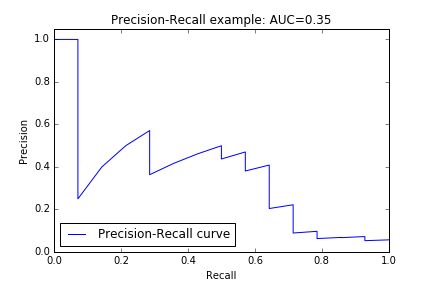 Precision-Recall example: AUC=0.35
Precision
1.0
0.8
0.6
0.4
0.2
0.0
Precision-Recall curve
0.0 0.2 0.4 0.6 0.8 1.0
Recall